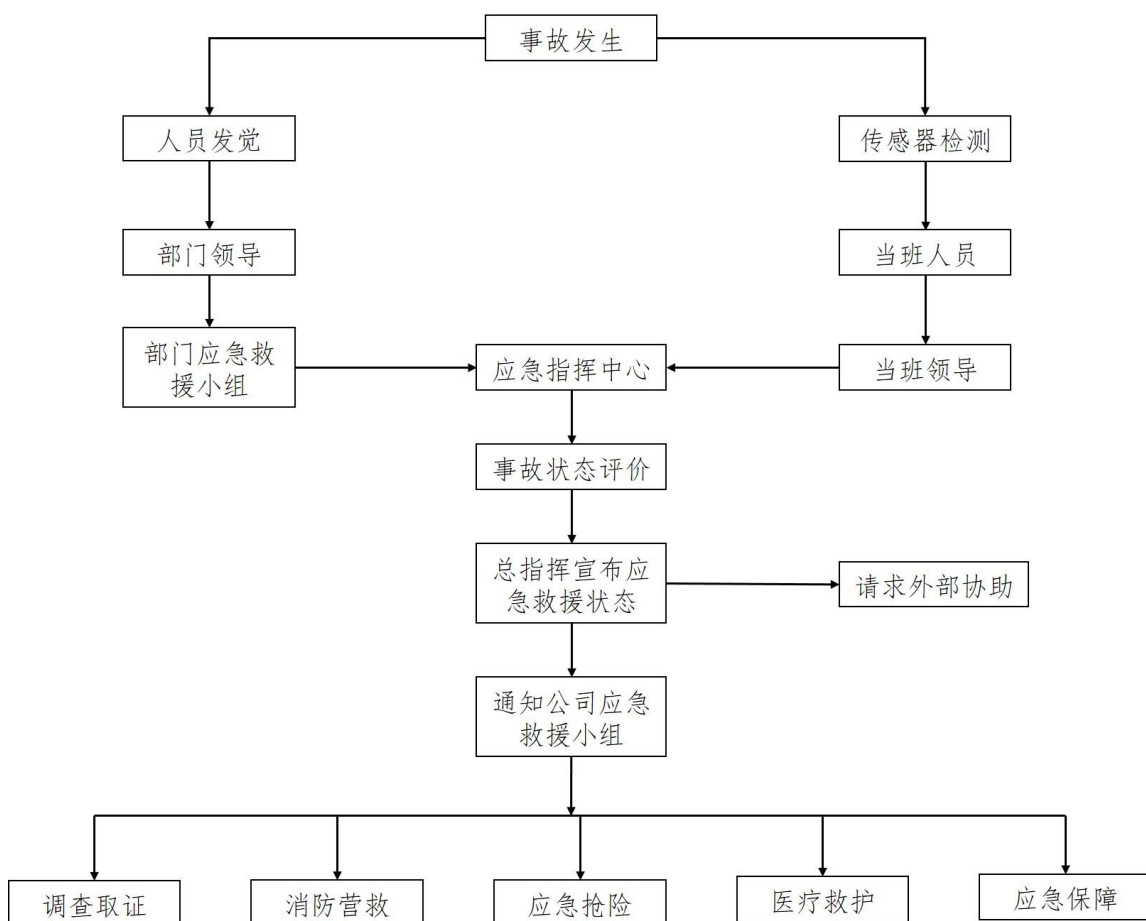 事故发生
人员发觉
传感器检测
部门领导
当班人员
部门应急救
援小组
应急指挥中心
当班领导
事故状态评价
总指挥宣布应
急救援状态
请求外部协助
通知公司应急
救援小组
调查取证
消防营救
应急抢险
医疗救护
应急保障